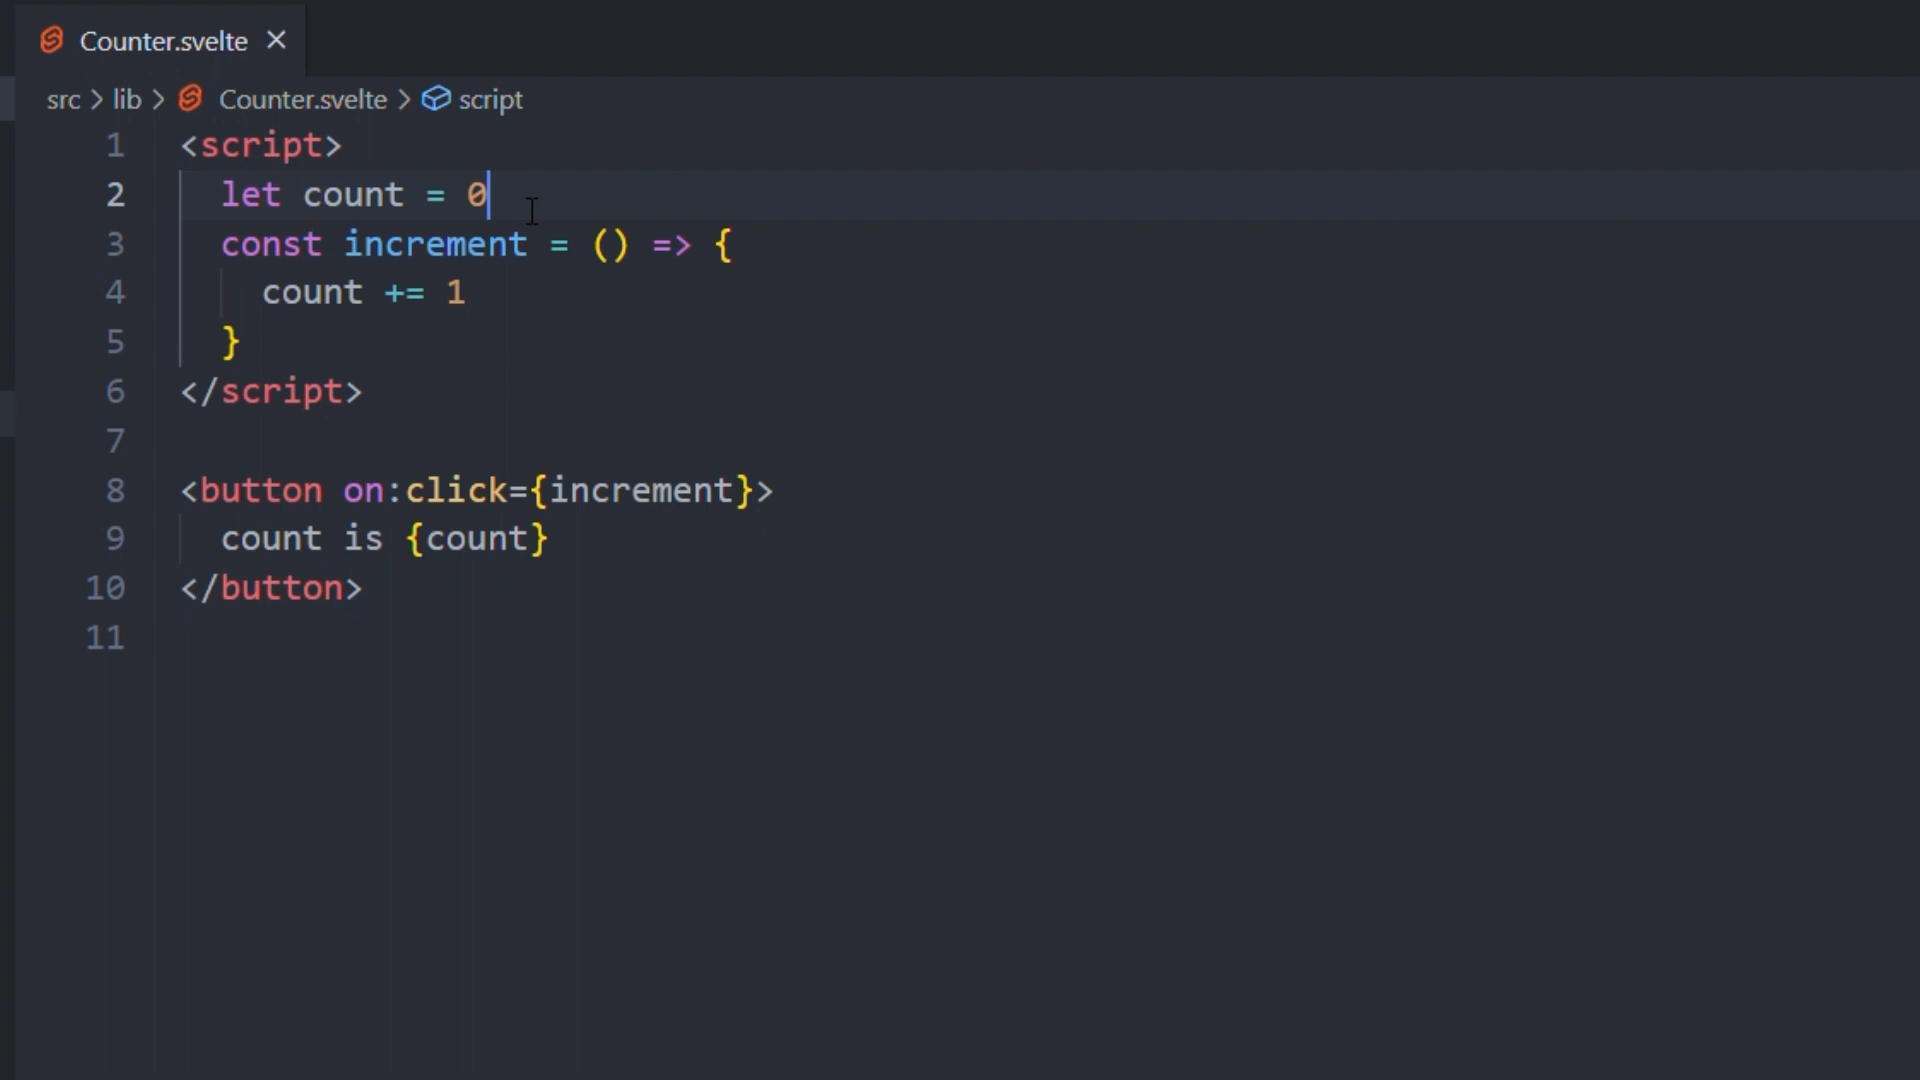 Counter.svelte
src > lib > Counter.svelte > script
1 <script>
2   let count = 0
3   const increment = () => {
4     count += 1
5   }
6 </script>
7
8 <button on:click={increment}>
9   count is {count}
10 </button>
11